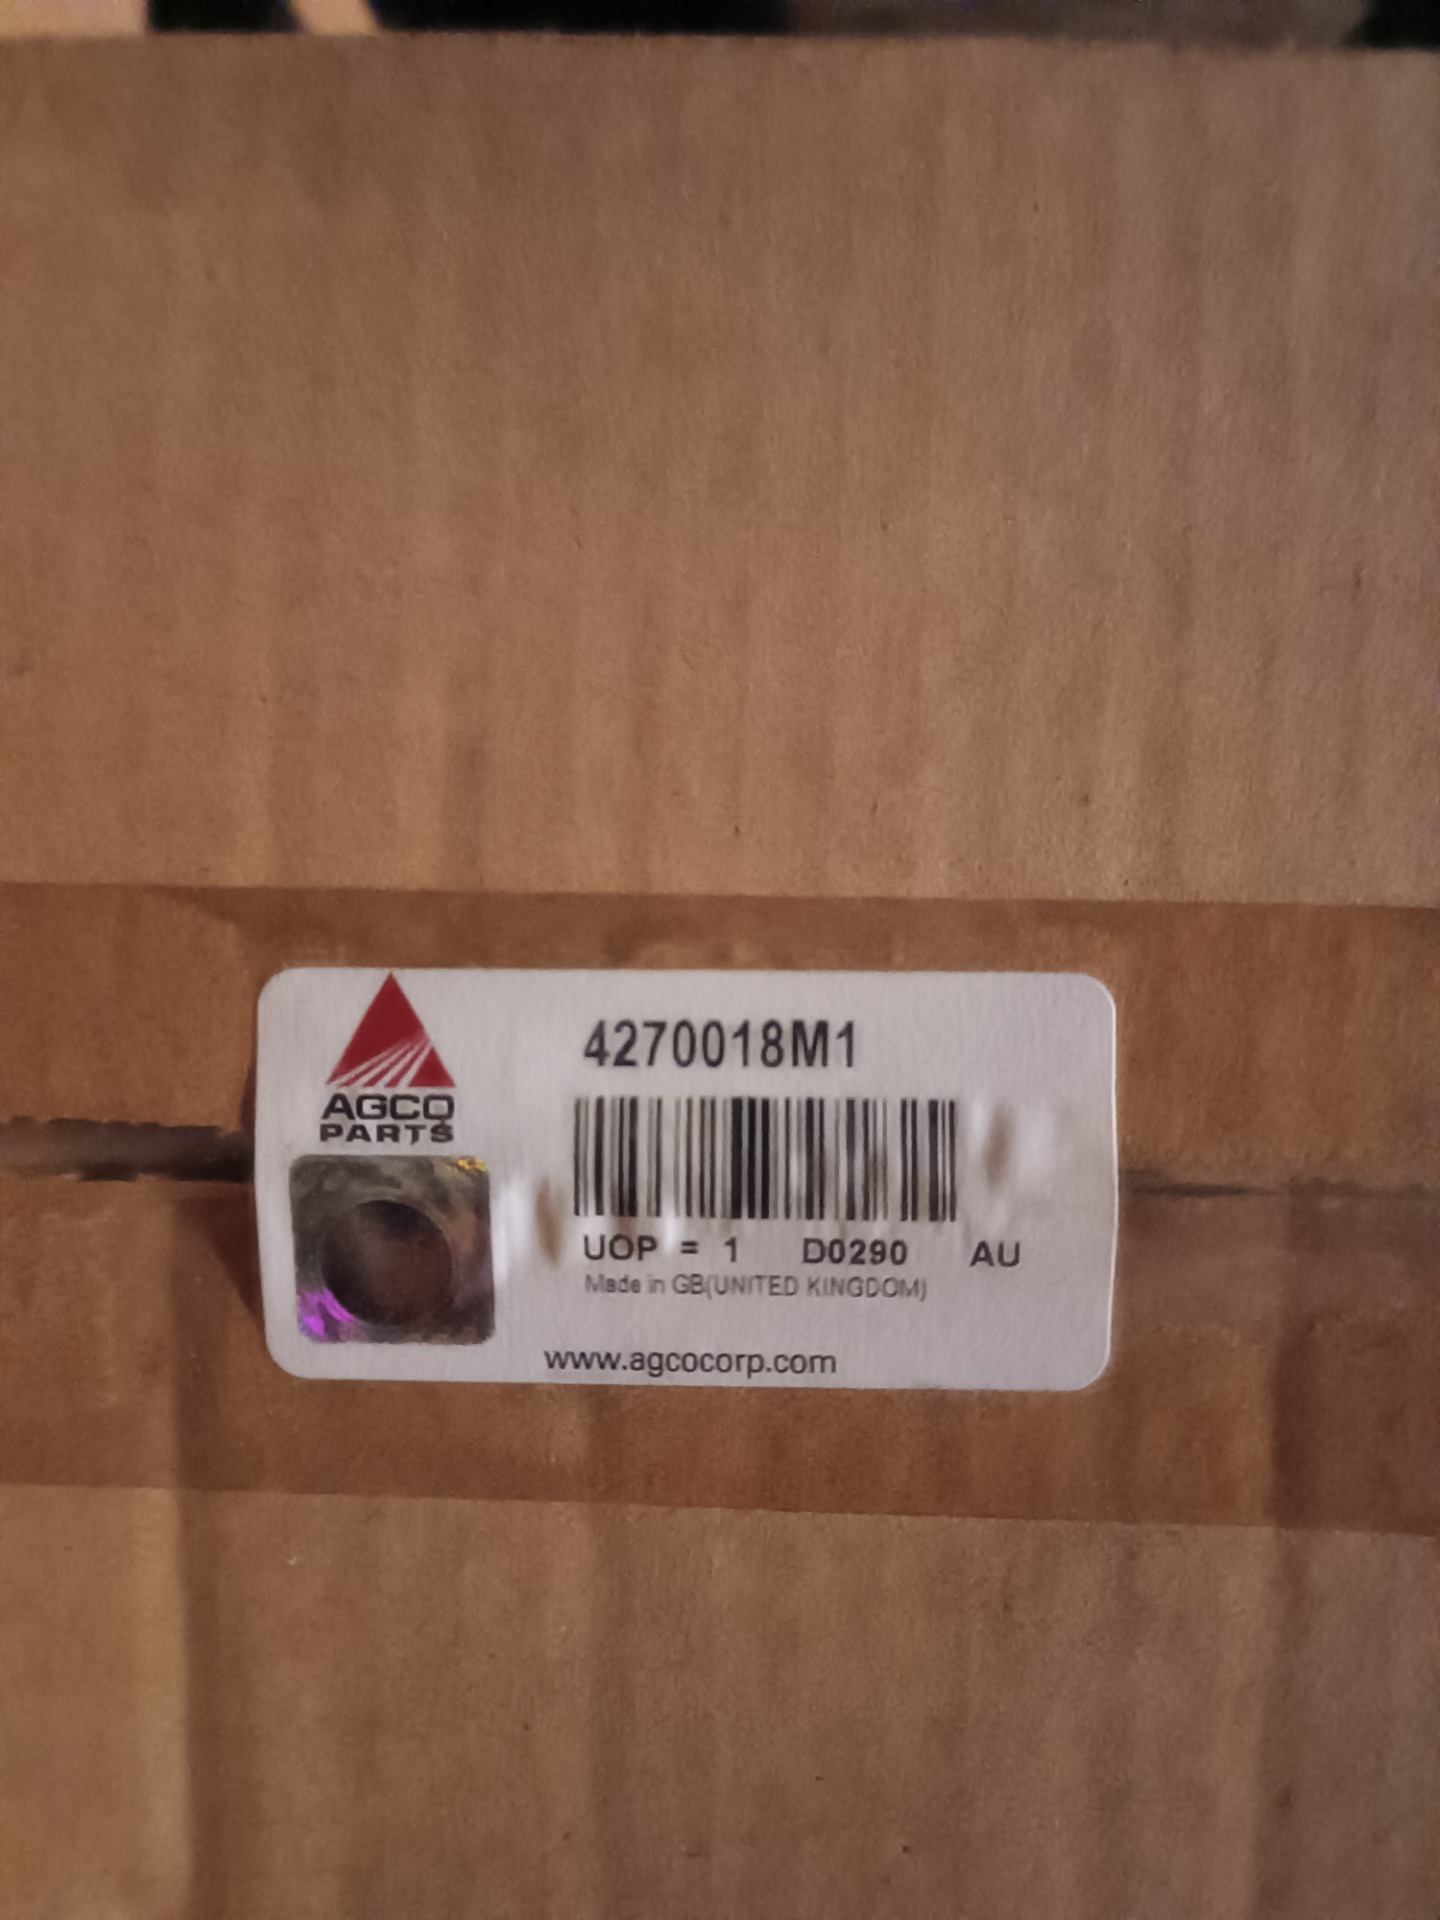 AGCO
PARTS
4270018M1
UOP = 1 D0290 AU
Made in GB(UNITED KINGDOM)
www.agcocorp.com